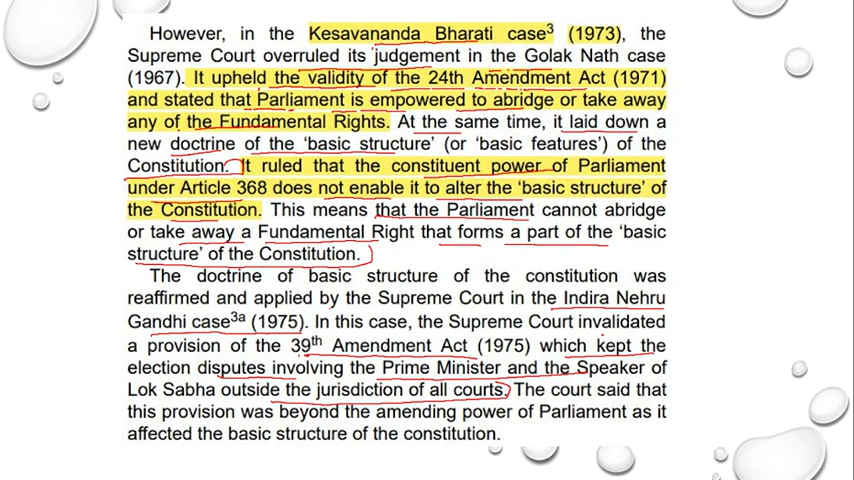 However, in the Kesavananda Bharati case3 (1973), the
Supreme Court overruled its judgement in the Golak Nath case
(1967). It upheld the validity of the 24th Amendment Act (1971)
and stated that Parliament is empowered to abridge or take away
any of the Fundamental Rights. At the same time, it laid down a
new doctrine of the ‘basic structure’ (or ‘basic features’) of the
Constitution. It ruled that the constituent power of Parliament
under Article 368 does not enable it to alter the ‘basic structure’ of
the Constitution. This means that the Parliament cannot abridge
or take away a Fundamental Right that forms a part of the ‘basic
structure’ of the Constitution.
The doctrine of basic structure of the constitution was
reaffirmed and applied by the Supreme Court in the Indira Nehru
Gandhi case3a (1975). In this case, the Supreme Court invalidated
a provision of the 39th Amendment Act (1975) which kept the
election disputes involving the Prime Minister and the Speaker of
Lok Sabha outside the jurisdiction of all courts. The court said that
this provision was beyond the amending power of Parliament as it
affected the basic structure of the constitution.